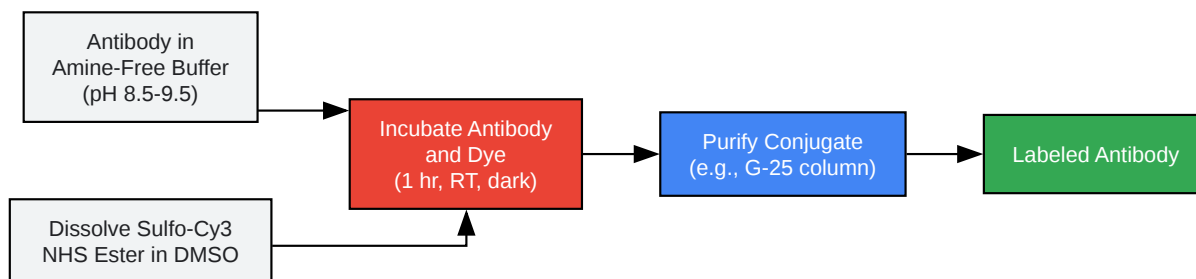 Antibody in
Amine-Free Buffer
(pH 8.5-9.5)
Dissolve Sulfo-Cy3
NHS Ester in DMSO
Incubate Antibody
and Dye
(1 hr, RT, dark)
Purify Conjugate
(e.g., G-25 column)
Labeled Antibody